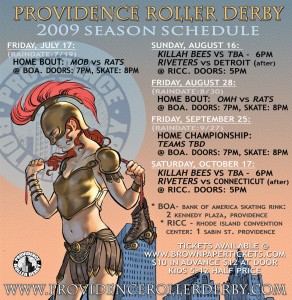 PROVIDENCE ROLLER DERBY
2009 SEASON SCHEDULE
FRIDAY, JULY 17:
(RAINDATE-7/19)
HOME BOUT: MOB vs RATS
@ BOA. DOORS: 7PM, SKATE: 8PM
SUNDAY, AUGUST 16:
KILLAH BEES VS TBA - 6PM
RIVETERS vs DETROIT (after)
@ RICC. DOORS: 5PM
FRIDAY, AUGUST 28:
(RAINDATE:8/30)
HOME BOUT: OMH vs RATS
@ BOA. DOORS: 7PM, SKATE: 8PM
FRIDAY, SEPTEMBER 25:
(RAINDATE:9/27)
HOME CHAMPIONSHIP:
TEAMS TBD
@ BOA. DOORS: 7PM, SKATE: 8PM
SATURDAY, OCTOBER 17:
KILLAH BEES VS TBA - 6PM
RIVETERS vs CONNECTICUT (after)
@ RICC. DOORS: 5PM
* BOA- BANK OF AMERICA SKATING RINK:
2 KENNEDY PLAZA, PROVIDENCE
* RICC - RHODE ISLAND CONVENTION
CENTER: 1 SABIN ST. PROVIDENCE
TICKETS AVAILABLE @
WWW.BROWNPAPERTICKETS.COM
$10 IN ADVANCE $12 AT DOOR
KIDS 5-12 HALF PRICE
WWW.PROVIDENCEROLLERDERBY.COM